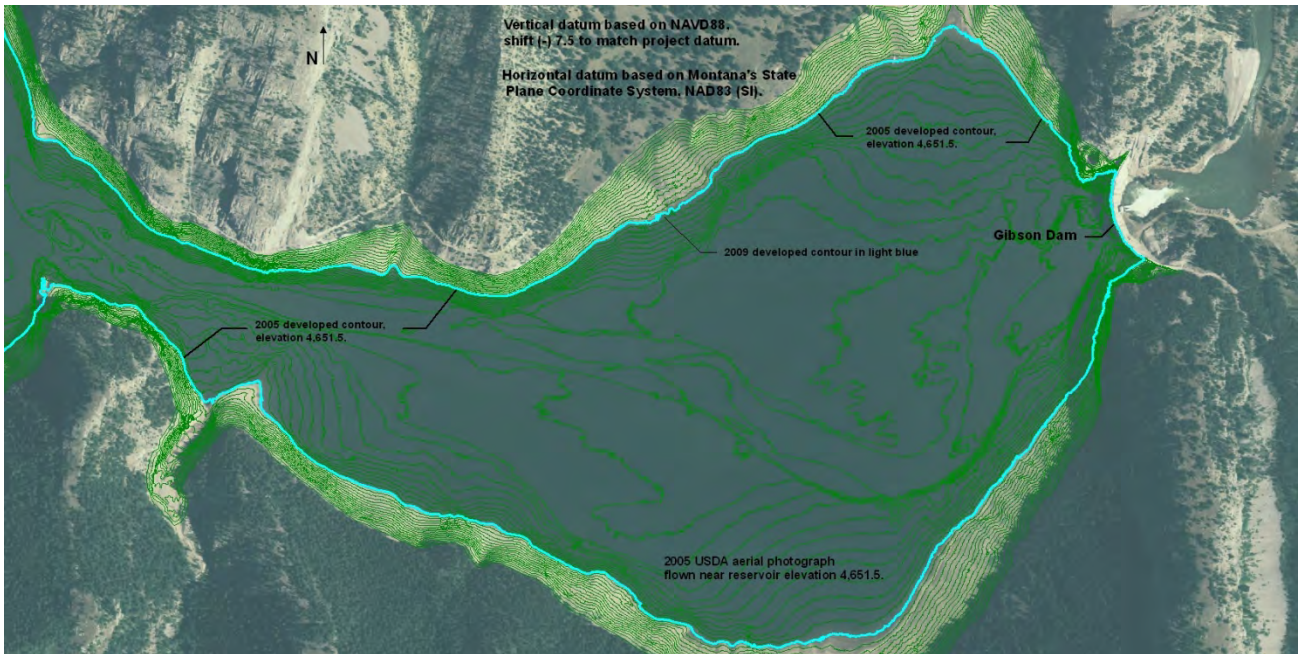 Vertical datum based on NAVD88.
shift (-) 7.5 to match project datum.
N
Horizontal datum based on Montana's State
Plane Coordinate System, NAD83 (SI).
2005 developed contour,
elevation 4,651.5.
Gibson Dam
2009 developed contour in light blue
2005 developed contour,
elevation 4,651.5.
2005 USDA aerial photograph
flown near reservoir elevation 4,651.5.